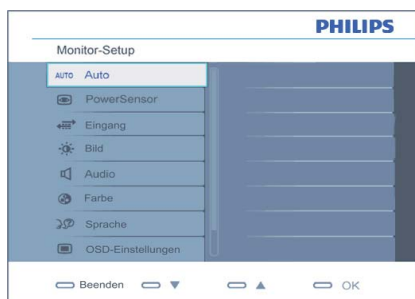 PHILIPS
Monitor-Setup
AUTO Auto
PowerSensor
Eingang
Bild
Audio
Farbe
Sprache
OSD-Einstellungen
Beenden OK